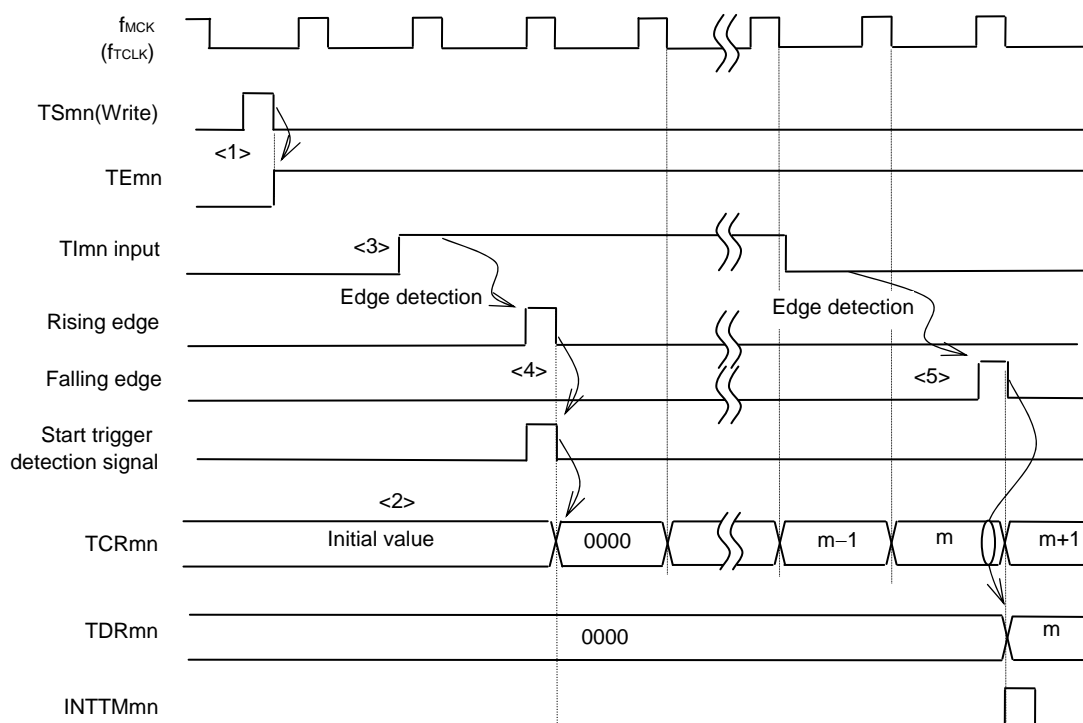 fMCK
(fTCLK)
TSmn(Write)
<1>
TEmn
TImn input
<3>
Edge detection
Edge detection
Rising edge
<4>
<5>
Falling edge
Start trigger
detection signal
<2>
TCRmn
Initial value
0000
m−1
m
m+1
TDRmn
0000
m
INTTMmn